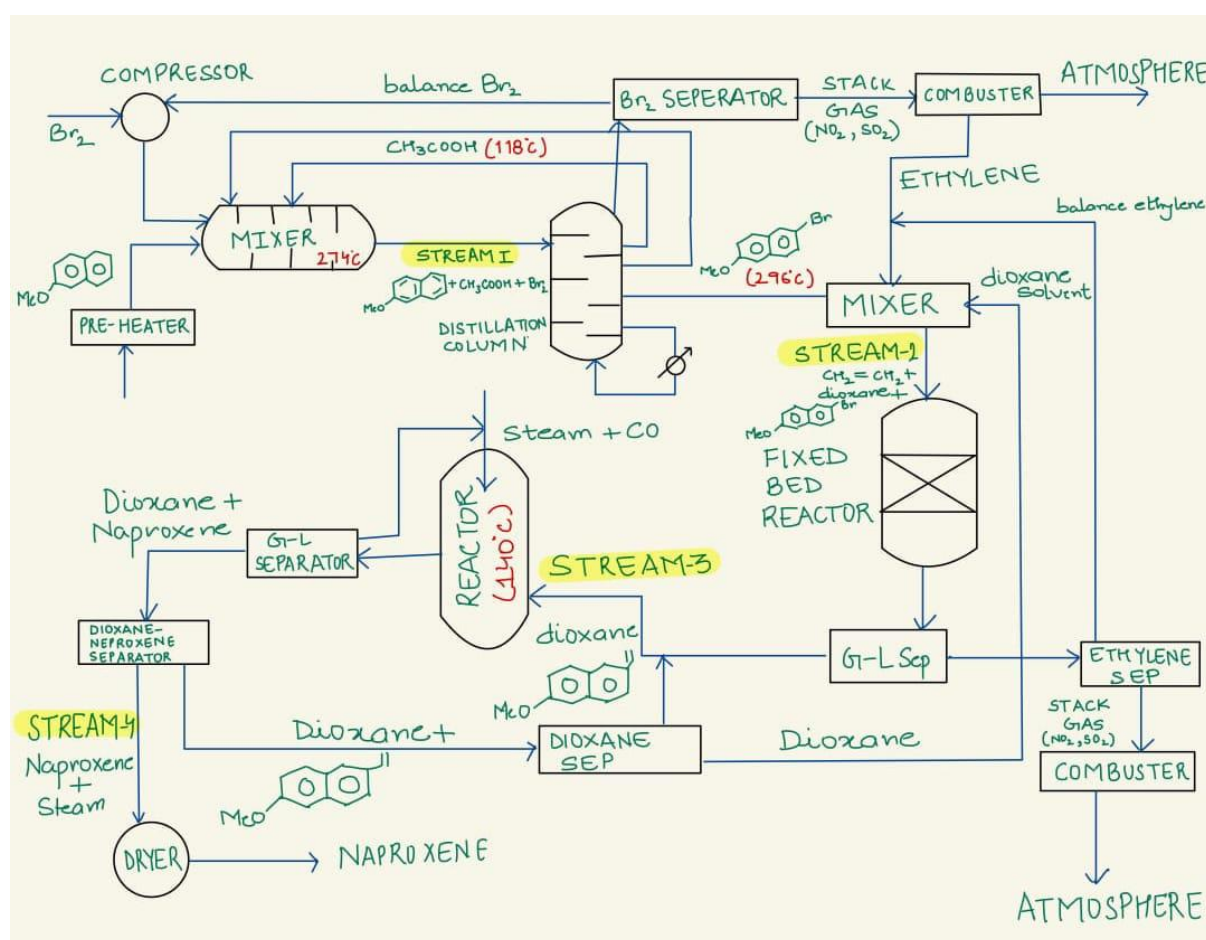 COMPRESSOR
Br2
balance Br2
Br2 SEPERATOR
STACK
GAS
(NO2, SO2)
COMBUSTER
ATMOSPHERE
CH3COOH (118°C)
ETHYLENE
balance ethylene
MIXER
274°C
MeO
PRE-HEATER
STREAM I
MeO
+ CH3COOH + Br2
DISTILLATION
COLUMN
Br
MeO
(296°C)
MIXER
dioxane
solvent
STREAM-2
CH2=CH2+
dioxane+
Br
MeO
FIXED
BED
REACTOR
Steam + CO
REACTOR
(140°C)
Dioxane +
Naproxene
G-L
SEPARATOR
STREAM-3
dioxane
MeO
G-L Sep
ETHYLENE
SEP
DIOXANE-
NEPROXENE
SEPARATOR
STREAM-4
Naproxene
+
Steam
Dioxane+
MeO
DIOXANE
SEP
Dioxane
STACK
GAS
(NO2, SO2)
COMBUSTER
DRYER
NAPROXENE
ATMOSPHERE